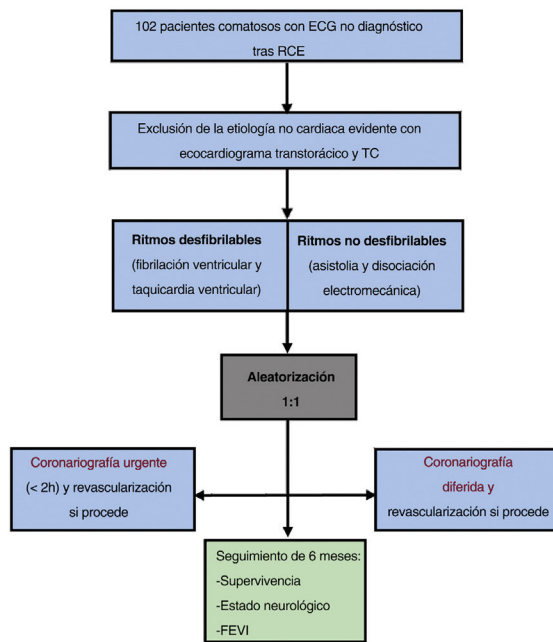 102 pacientes comatosos con ECG no diagnóstico
tras RCE
Exclusión de la etiología no cardiaca evidente con
ecocardiograma transtorácico y TC
Ritmos desfibrilables
(fibrilación ventricular y
taquicardia ventricular)
Ritmos no desfibrilables
(asistolia y disociación
electromecánica)
Aleatorización
1:1
Coronariografía urgente
(< 2h) y revascularización
si procede
Coronariografía
diferida y
revascularización si procede
Seguimiento de 6 meses:
-Supervivencia
-Estado neurológico
-FEVI